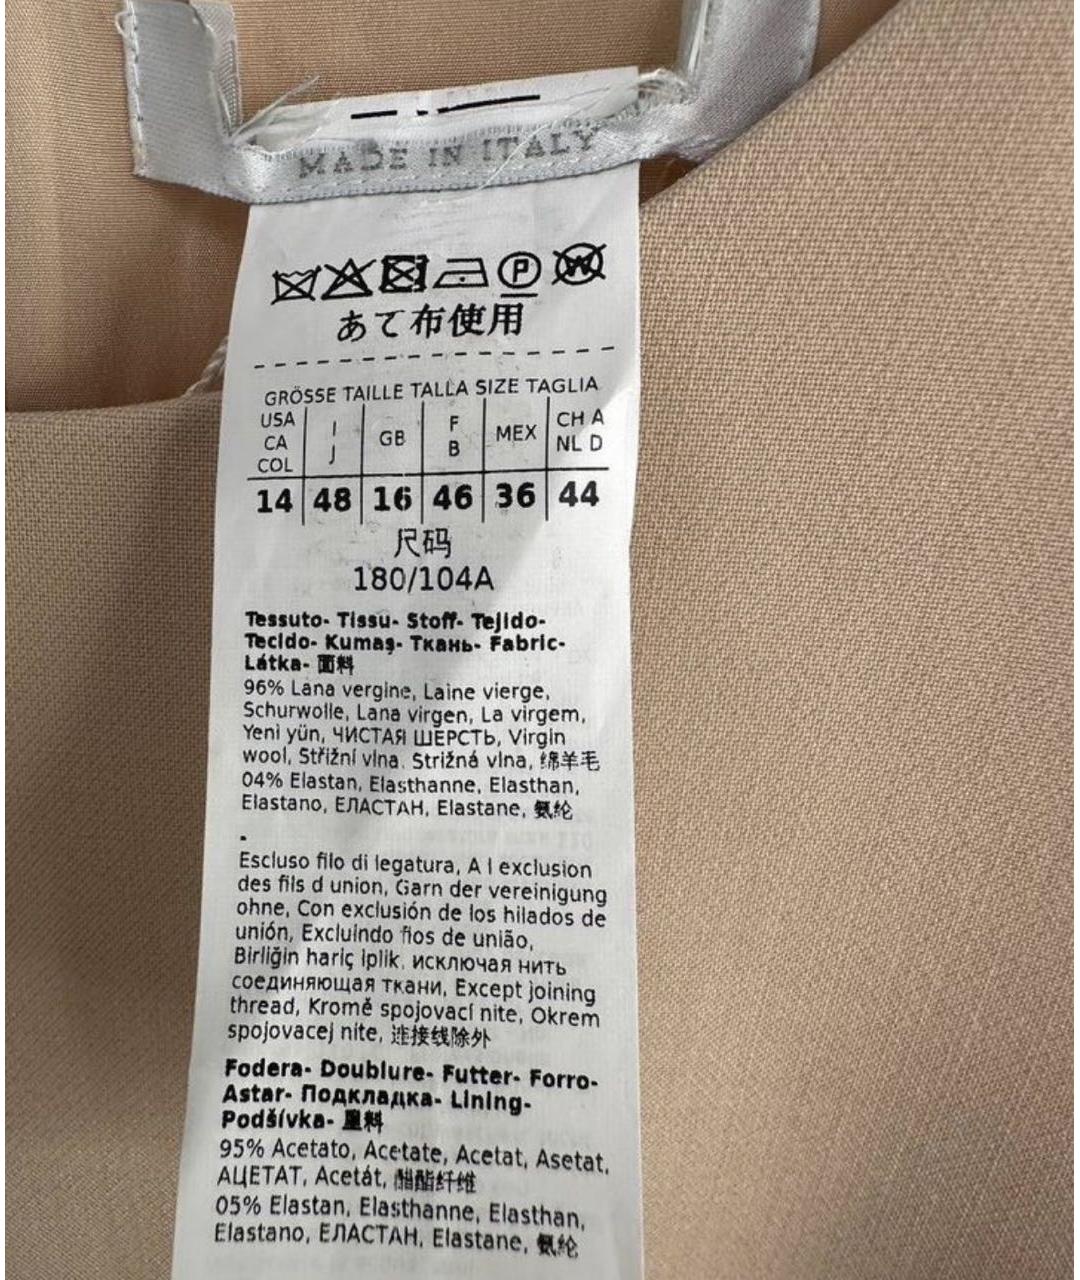 MADE IN ITALY
あて布使用
GRÖSSE TAILLE TALLA SIZE TAGLIA
USA CA COL | I J | GB | F B | MEX | CH A NL D
14 | 48 | 16 | 46 | 36 | 44
尺码
180/104A
Tessuto- Tissu- Stoff- Tejido-
Tecido- Kumaş- Ткань- Fabric-
Látka- 面料
96% Lana vergine, Laine vierge,
Schurwolle, Lana virgen, La virgem,
Yeni yün, ЧИСТАЯ ШЕРСТЬ, Virgin
wool, Střižní vlna, Strižná vlna, 绵羊毛
04% Elastan, Elasthanne, Elasthan,
Elastano, ЕЛАСТАН, Elastane, 氨纶
.
Escluso filo di legatura, A l exclusion
des fils d union, Garn der vereinigung
ohne, Con exclusión de los hilados de
unión, Excluindo fios de união,
Birliğin hariç iplik, исключая нить
соединяющая ткани, Except joining
thread, Kromě spojovací nite, Okrem
spojovacej nite, 连接线除外
Fodera- Doublure- Futter- Forro-
Astar- Подкладка- Lining-
Podšívka- 里料
95% Acetato, Acetate, Acetat, Asetat,
АЦЕТАТ, Acetát, 醋酯纤维
05% Elastan, Elasthanne, Elasthan,
Elastano, ЕЛАСТАН, Elastane, 氨纶